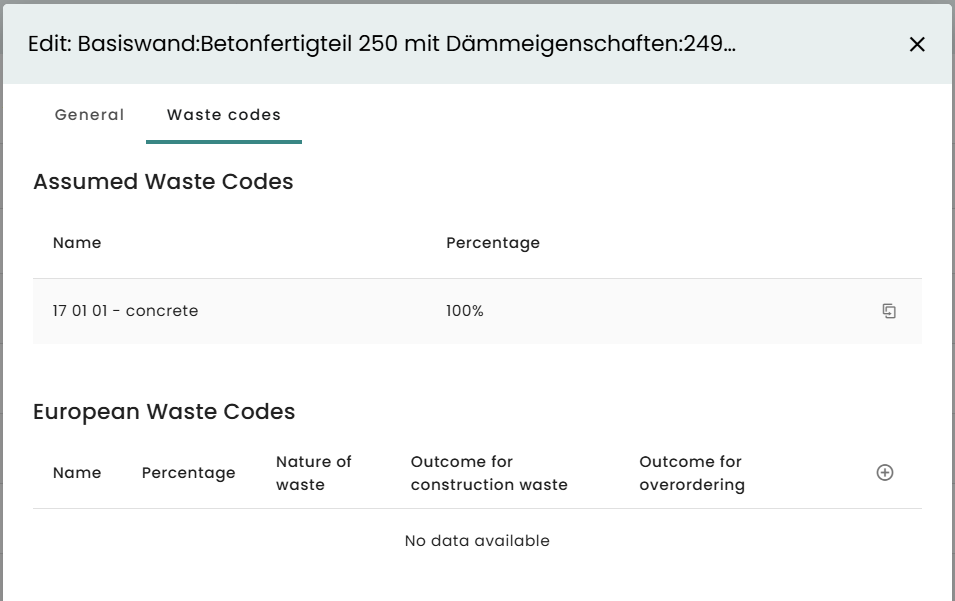 Edit: Basiswand:Betonfertigteil 250 mit Dämmeigenschaften:249...
General
Waste codes
Assumed Waste Codes
Name
Percentage
17 01 01 - concrete
100%
European Waste Codes
Name
Percentage
Nature of
waste
Outcome for
construction waste
Outcome for
overordering
No data available